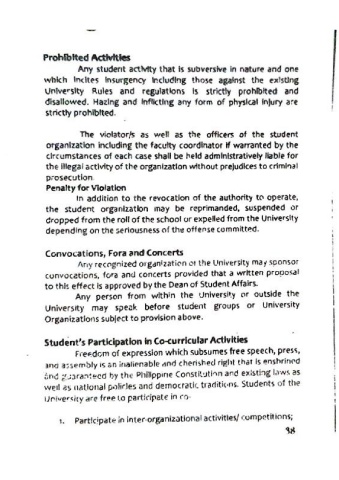 Prohibited Activities
Any student activity that is subversive in nature and one
which incites insurgency including those against the existing
University Rules and regulations is strictly prohibited and
disallowed. Hazing and inflicting any form of physical injury are
strictly prohibited.
The violator/s as well as the officers of the student
organization including the faculty coordinator if warranted by the
circumstances of each case shall be held administratively liable for
the illegal activity of the organization without prejudices to criminal
prosecution.
Penalty for Violation
In addition to the revocation of the authority to operate,
the student organization may be reprimanded, suspended or
dropped from the roll of the school or expelled from the University
depending on the seriousness of the offense committed.
Convocations, Fora and Concerts
Any recognized organization of the University may sponsor
convocations, fora and concerts provided that a written proposal
to this effect is approved by the Dean of Student Affairs.
Any person from within the University or outside the
University may speak before student groups or University
Organizations subject to provision above.
Student's Participation in Co-curricular Activities
Freedom of expression which subsumes free speech, press,
and assembly is an inalienable and cherished right that is enshrined
and guaranteed by the Philippine Constitution and existing laws as
well as national policies and democratic traditions. Students of the
University are free to participate in co-
1. Participate in inter-organizational activities/ competitions;
98